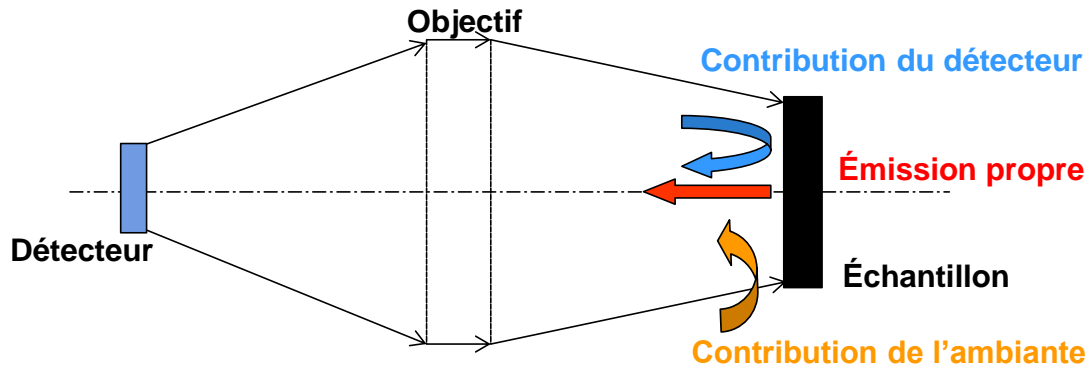 Objectif
Contribution du détecteur
Émission propre
Détecteur
Échantillon
Contribution de l’ambiante